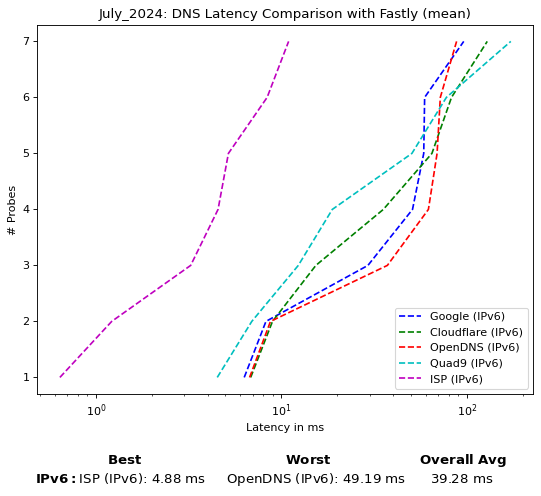 July_2024: DNS Latency Comparison with Fastly (mean)
# Probes
7
6
5
4
3
2
1
Google (IPv6)
Cloudflare (IPv6)
OpenDNS (IPv6)
Quad9 (IPv6)
ISP (IPv6)
10⁰ 10¹ 10²
Latency in ms
Best Worst Overall Avg
IPv6: ISP (IPv6): 4.88 ms OpenDNS (IPv6): 49.19 ms 39.28 ms